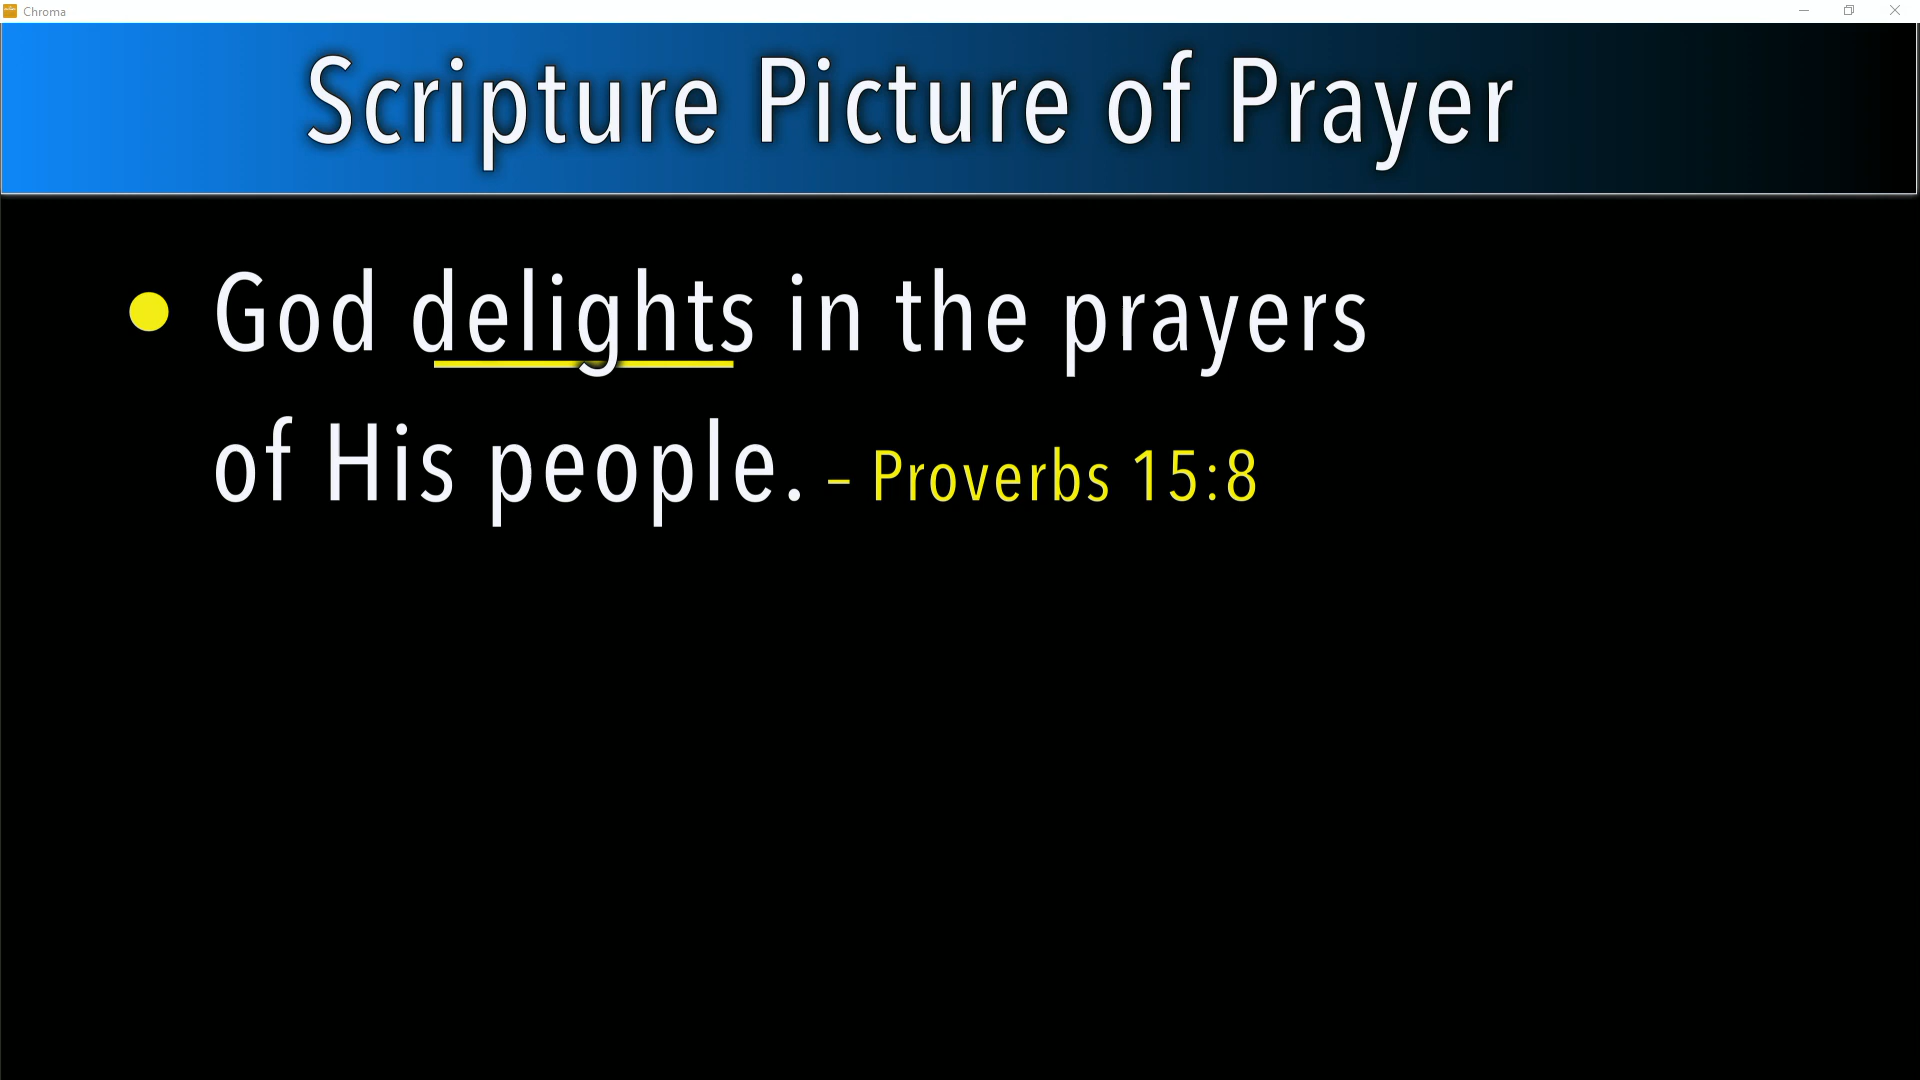 Chroma
Scripture Picture of Prayer
● God delights in the prayers
of His people. – Proverbs 15:8